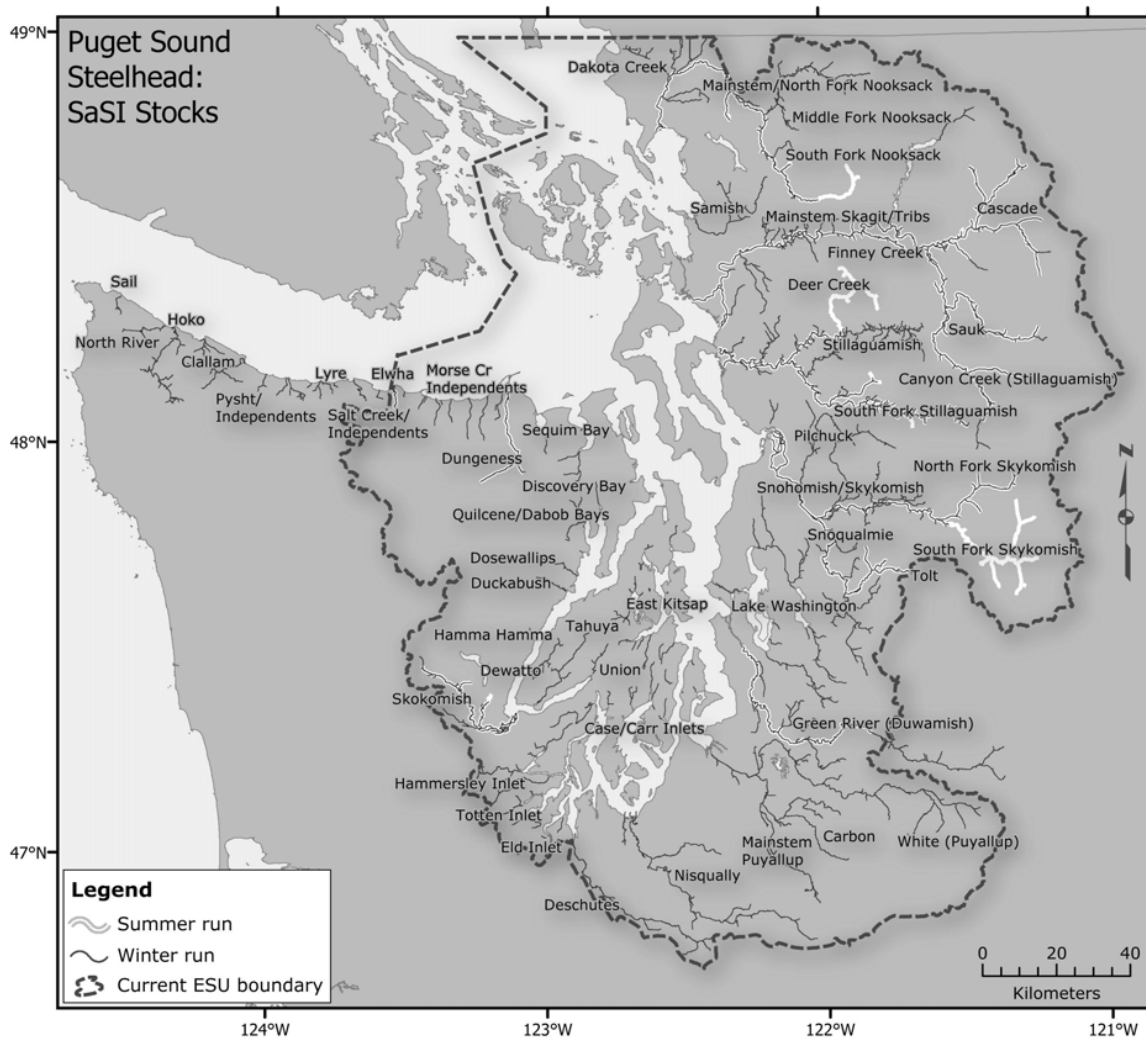 Puget Sound
Steelhead:
SaSI Stocks
49°N
48°N
47°N
Dakota Creek
Mainstem/North Fork Nooksack
Middle Fork Nooksack
South Fork Nooksack
Samish
Mainstem Skagit/Tribs
Cascade
Finney Creek
Deer Creek
Sauk
Stillaguamish
Canyon Creek (Stillaguamish)
South Fork Stillaguamish
Pilchuck
North Fork Skykomish
Snohomish/Skykomish
Snoqualmie
South Fork Skykomish
Tolt
Sail
Hoko
North River
Clallam
Lyre
Elwha
Morse Cr
Independents
Pysht/
Independents
Salt Creek/
Independents
Sequim Bay
Dungeness
Discovery Bay
Quilcene/Dabob Bays
Dosewallips
Duckabush
East Kitsap
Lake Washington
Tahuya
Hamma Hamma
Dewatto
Union
Skokomish
Case/Carr Inlets
Green River (Duwamish)
Hammersley Inlet
Totten Inlet
Eld Inlet
Mainstem
Puyallup
Carbon
White (Puyallup)
Nisqually
Deschutes
N
Legend
Summer run
Winter run
Current ESU boundary
0 20 40
Kilometers
124°W
123°W
122°W
121°W